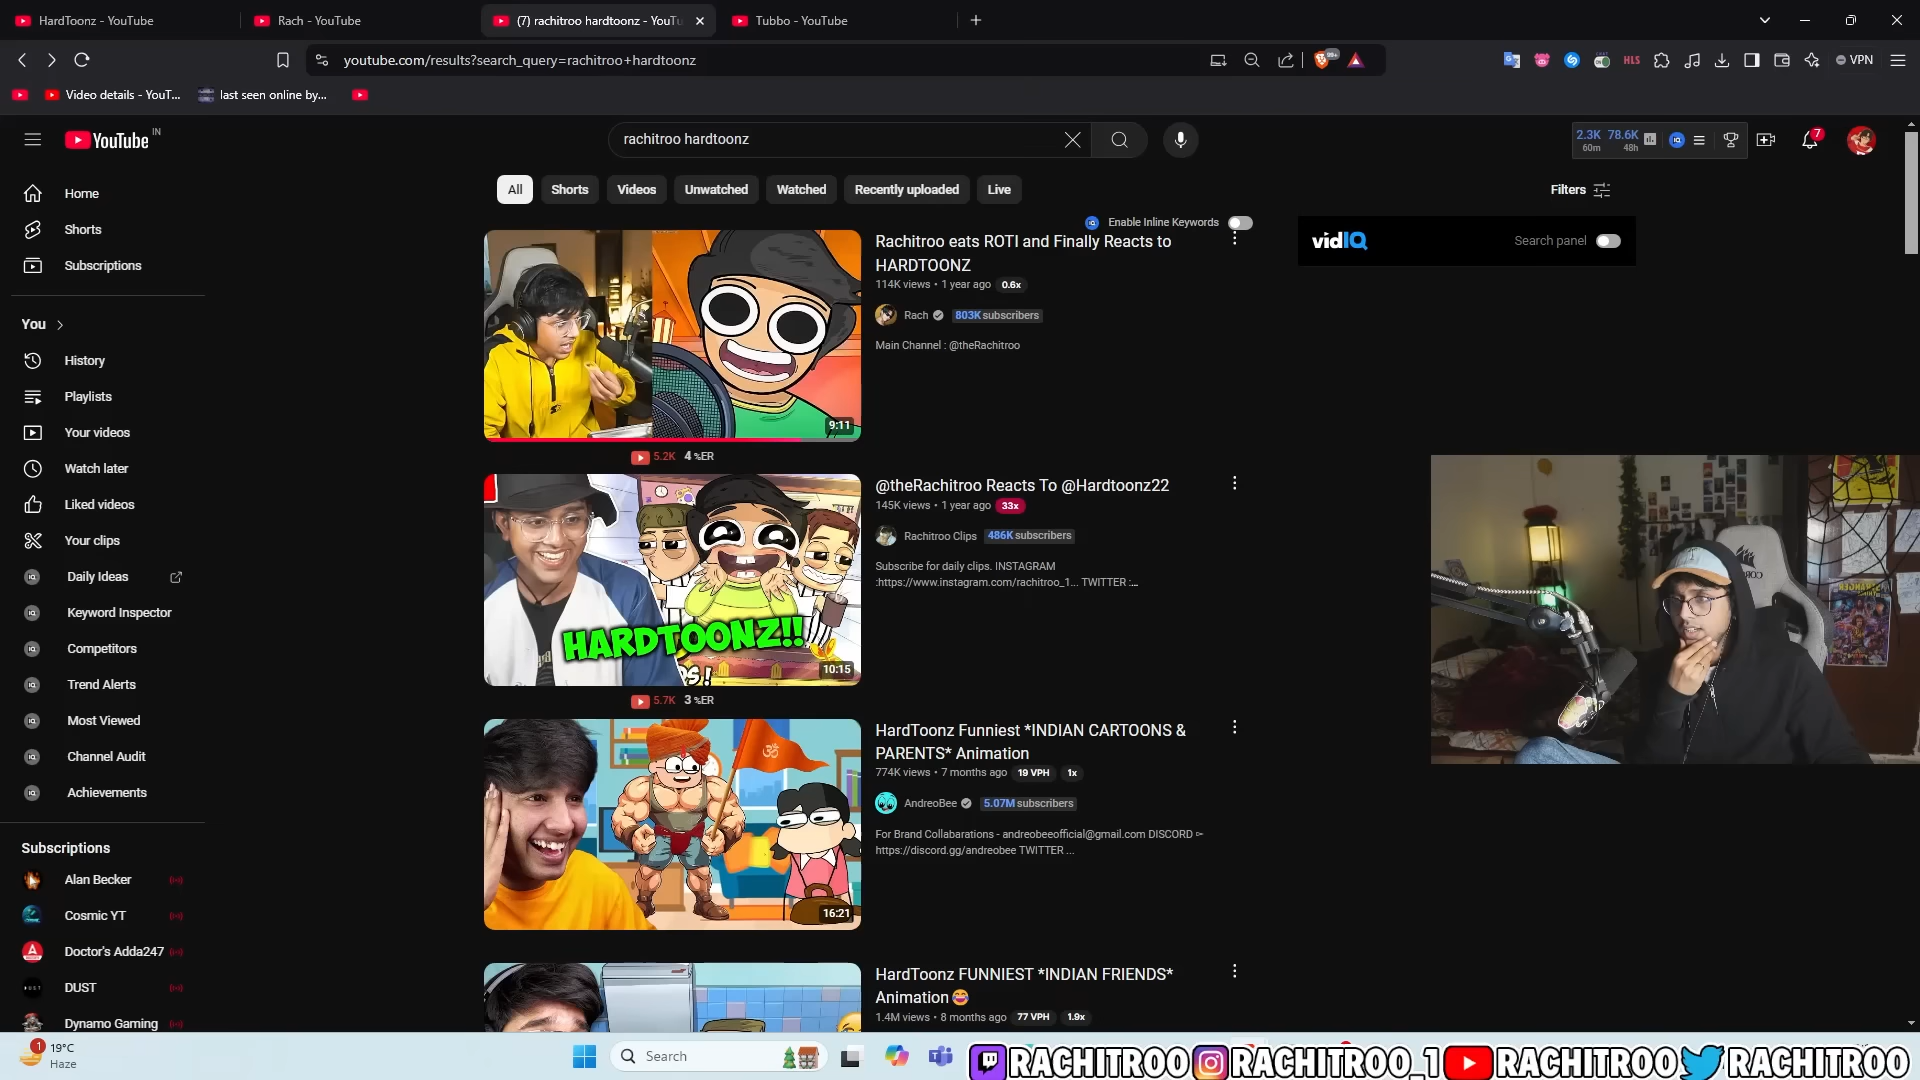 HardToonz - YouTube
Rach - YouTube
(7) rachitroo hardtoonz - YouTu
Tubbo - YouTube
youtube.com/results?search_query=rachitroo+hardtoonz
99+
HLS
VPN
Video details - YouT...
last seen online by...
YouTube IN
rachitroo hardtoonz
2.3K 78.6K
60m 48h
7
All
Shorts
Videos
Unwatched
Watched
Recently uploaded
Live
Filters
Home
Shorts
Subscriptions
You
History
Playlists
Your videos
Watch later
Liked videos
Your clips
Daily Ideas
Keyword Inspector
Competitors
Trend Alerts
Most Viewed
Channel Audit
Achievements
Subscriptions
Alan Becker
Cosmic YT
Doctor's Adda247
DUST
Dynamo Gaming
Enable Inline Keywords
Rachitroo eats ROTI and Finally Reacts to
HARDTOONZ
114K views • 1 year ago 0.6x
Rach 803K subscribers
Main Channel : @theRachitroo
9:11
5.2K 4 %ER
@theRachitroo Reacts To @Hardtoonz22
145K views • 1 year ago 33x
Rachitroo Clips 486K subscribers
Subscribe for daily clips. INSTAGRAM
:https://www.instagram.com/rachitroo_1... TWITTER :...
HARDTOONZ!!
10:15
5.7K 3 %ER
HardToonz Funniest *INDIAN CARTOONS &
PARENTS* Animation
774K views • 7 months ago 19 VPH 1x
AndreoBee 5.07M subscribers
For Brand Collabarations - andreobeeofficial@gmail.com DISCORD ▻
https://discord.gg/andreobee TWITTER ...
ॐ
16:21
HardToonz FUNNIEST *INDIAN FRIENDS*
Animation😂
1.4M views • 8 months ago 77 VPH 1.9x
vidIQ
Search panel
1
19°C
Haze
Search
RACHITROO RACHITROO_1 RACHITROO RACHITROO